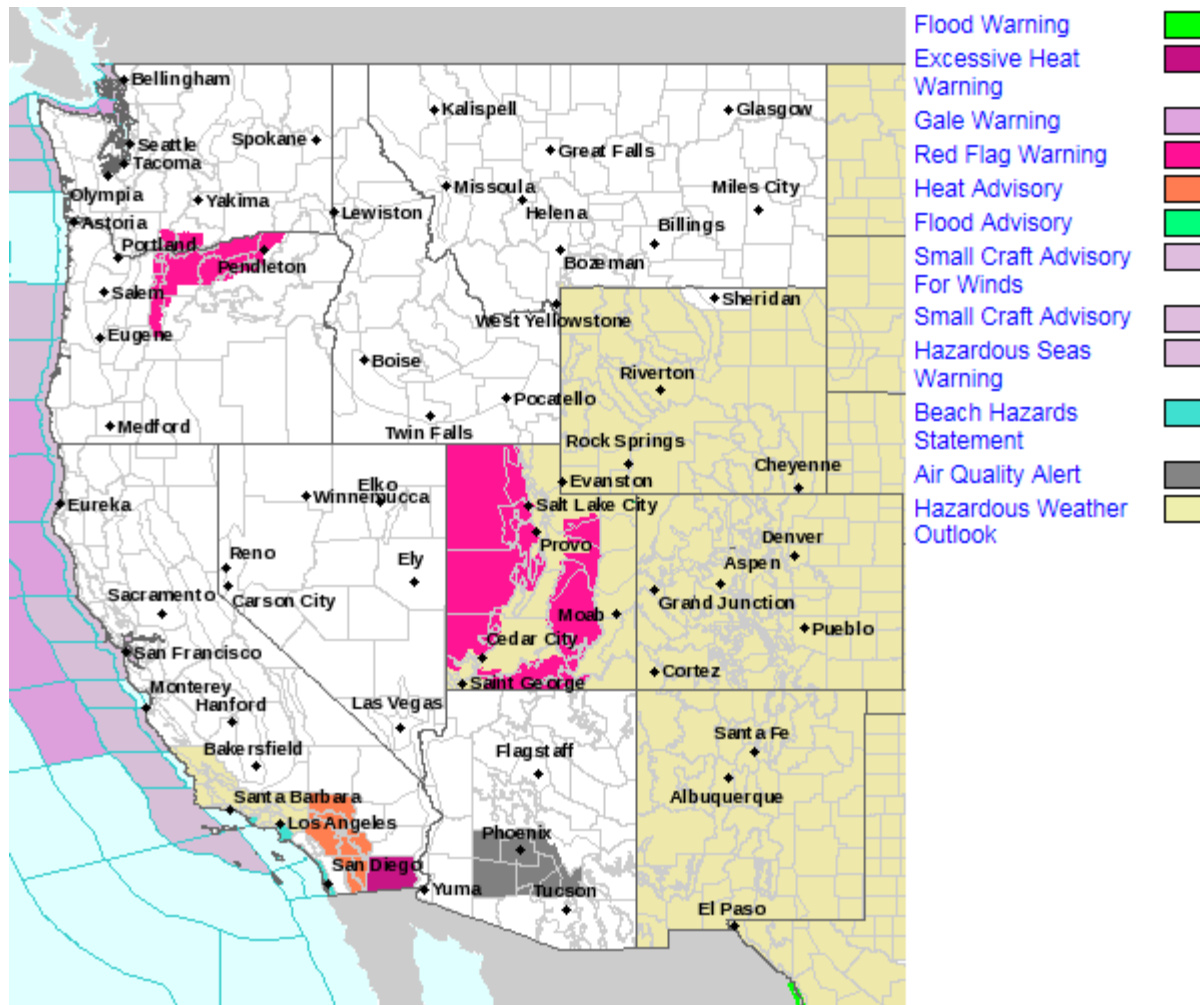 Flood Warning
Excessive Heat
Warning
Gale Warning
Red Flag Warning
Heat Advisory
Flood Advisory
Small Craft Advisory
For Winds
Small Craft Advisory
Hazardous Seas
Warning
Beach Hazards
Statement
Air Quality Alert
Hazardous Weather
Outlook
Bellingham
Kalispell
Glasgow
Seattle
Spokane
Great Falls
Tacoma
Missoula
Miles City
Olympia
Yakima
Helena
Lewiston
Astoria
Billings
Portland
Bozeman
Pendleton
Salem
Sheridan
West Yellowstone
Eugene
Boise
Riverton
Pocatello
Medford
Twin Falls
Rock Springs
Cheyenne
Evanston
Elko
Winnemucca
Eureka
Salt Lake City
Denver
Provo
Reno
Ely
Aspen
Sacramento
Carson City
Grand Junction
Moab
Pueblo
Cedar City
San Francisco
Cortez
Saint George
Monterey
Hanford
Las Vegas
Santa Fe
Bakersfield
Flagstaff
Albuquerque
Santa Barbara
Los Angeles
Phoenix
San Diego
Yuma
Tucson
El Paso